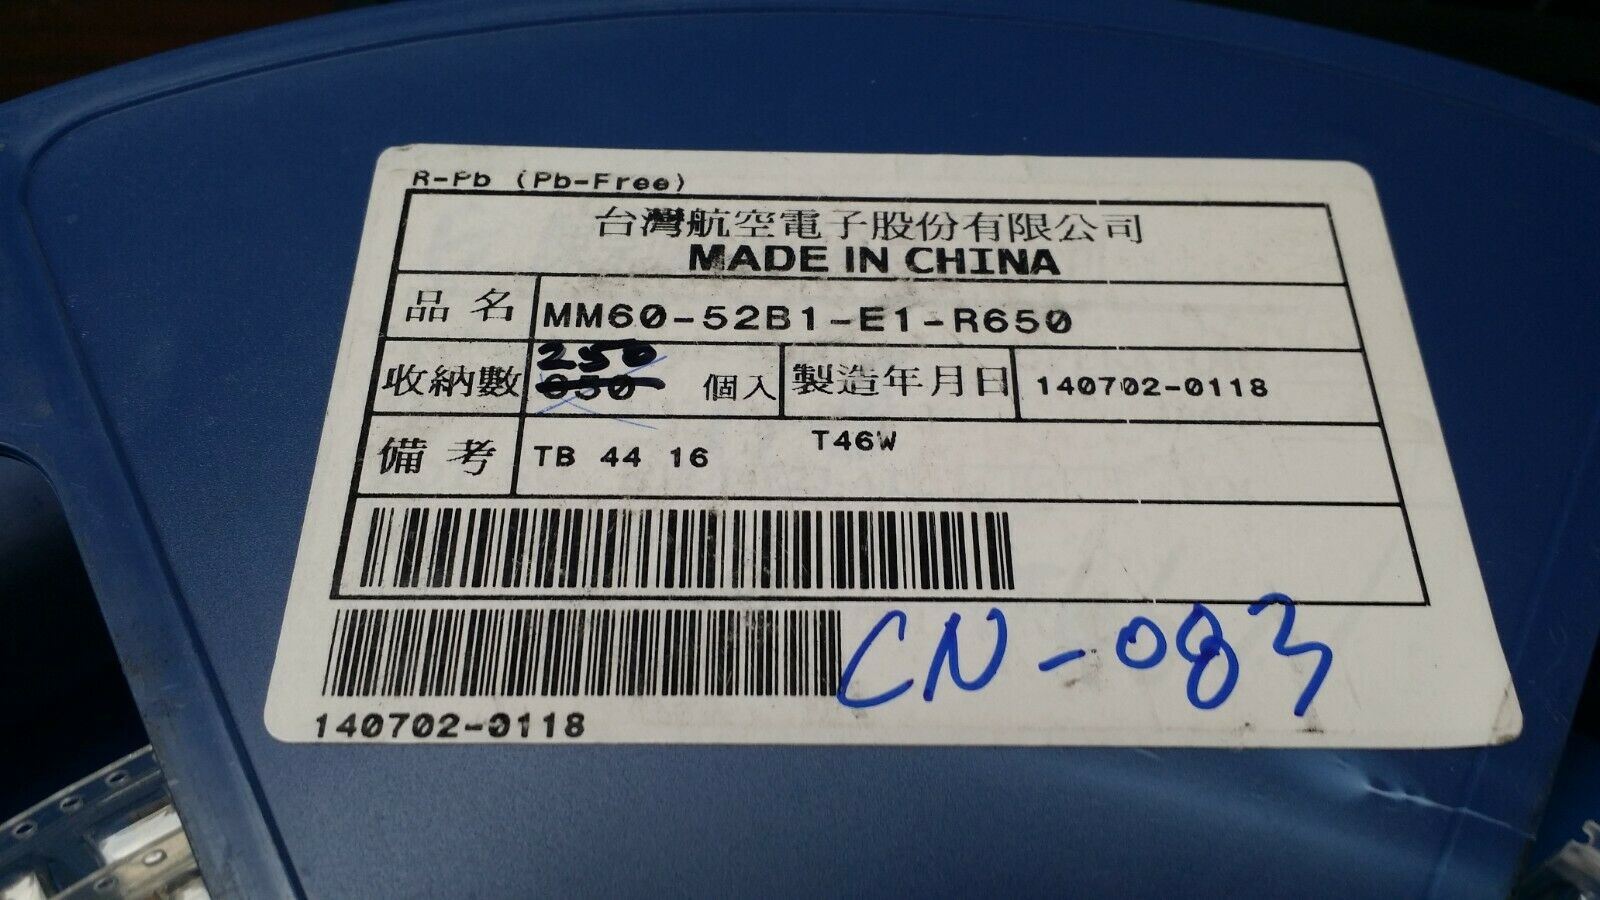 R-Pb (Pb-Free)
台灣航空電子股份有限公司
MADE IN CHINA
品名 MM60-52B1-E1-R650
250
收納數 650 個入 製造年月日 140702-0118
備考 TB 44 16 T46W
CN-083
140702-0118